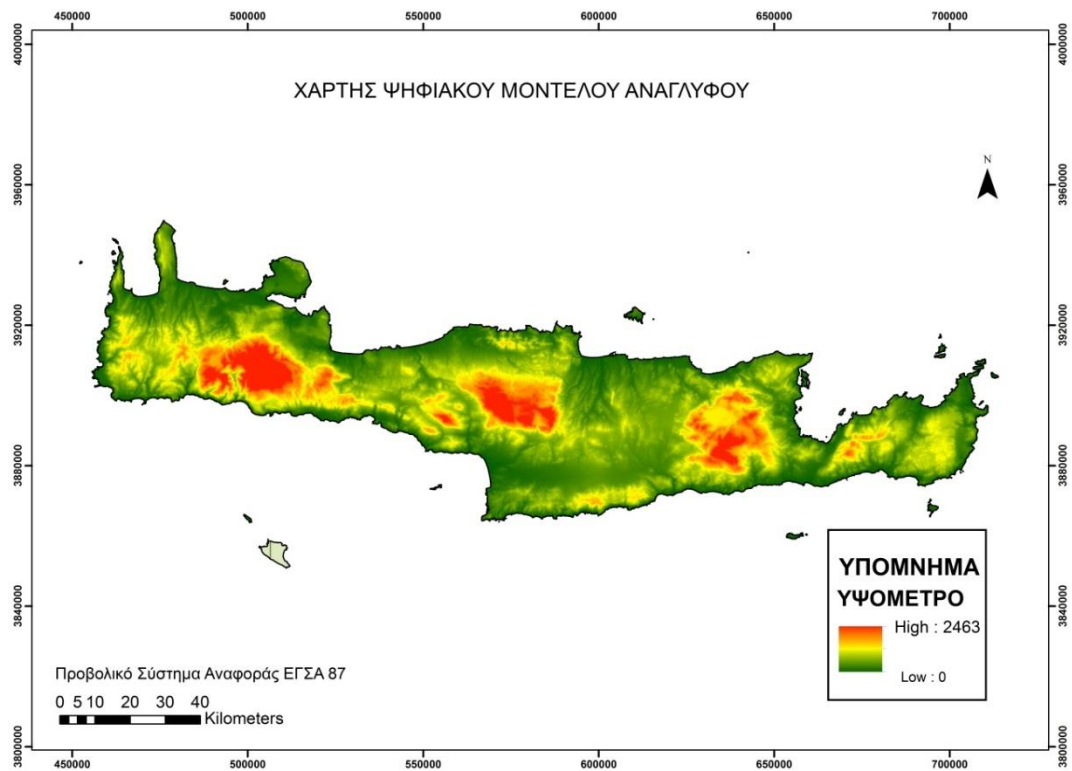 450000 500000 550000 600000 650000 700000
4000000 4000000
ΧΑΡΤΗΣ ΨΗΦΙΑΚΟΥ ΜΟΝΤΕΛΟΥ ΑΝΑΓΛΥΦΟΥ
N
3960000 3960000
3920000 3920000
3880000 3880000
ΥΠΟΜΝΗΜΑ
ΥΨΟΜΕΤΡΟ
High : 2463
Low : 0
3840000 3840000
Προβολικό Σύστημα Αναφοράς ΕΓΣΑ 87
0 5 10 20 30 40
Kilometers
3800000 3800000
450000 500000 550000 600000 650000 700000